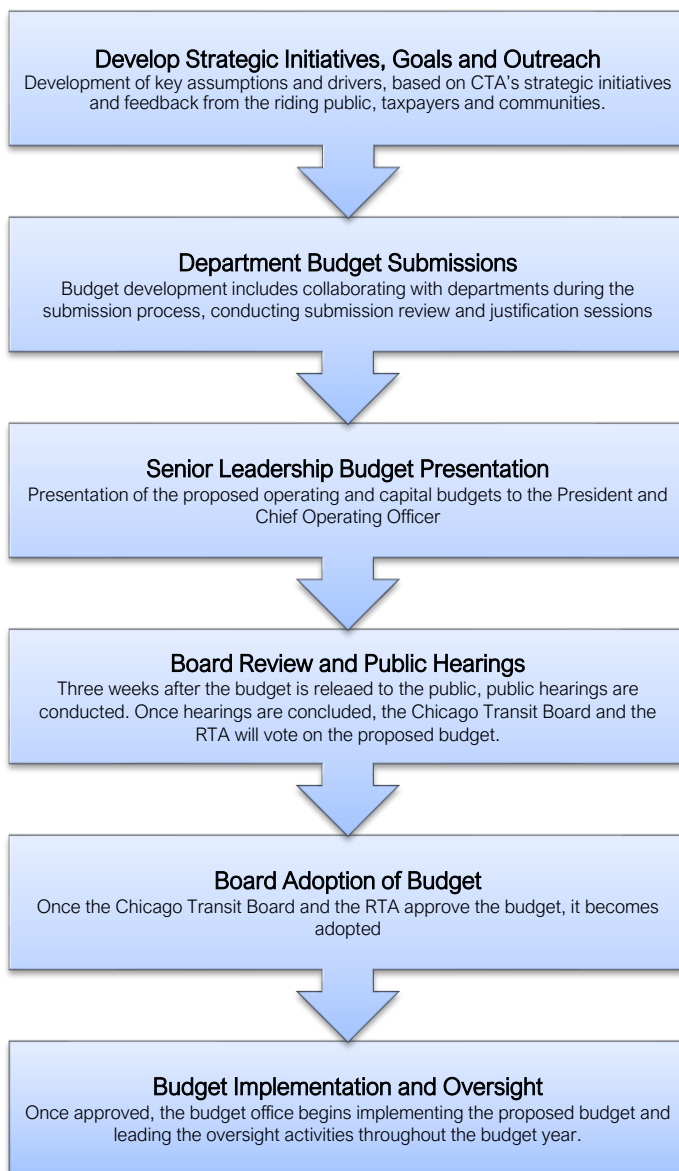 Develop Strategic Initiatives, Goals and Outreach
Development of key assumptions and drivers, based on CTA's strategic initiatives
and feedback from the riding public, taxpayers and communities.
Department Budget Submissions
Budget development includes collaborating with departments during the
submission process, conducting submission review and justification sessions
Senior Leadership Budget Presentation
Presentation of the proposed operating and capital budgets to the President and
Chief Operating Officer
Board Review and Public Hearings
Three weeks after the budget is releaed to the public, public hearings are
conducted. Once hearings are concluded, the Chicago Transit Board and the
RTA will vote on the proposed budget.
Board Adoption of Budget
Once the Chicago Transit Board and the RTA approve the budget, it becomes
adopted
Budget Implementation and Oversight
Once approved, the budget office begins implementing the proposed budget and
leading the oversight activities throughout the budget year.